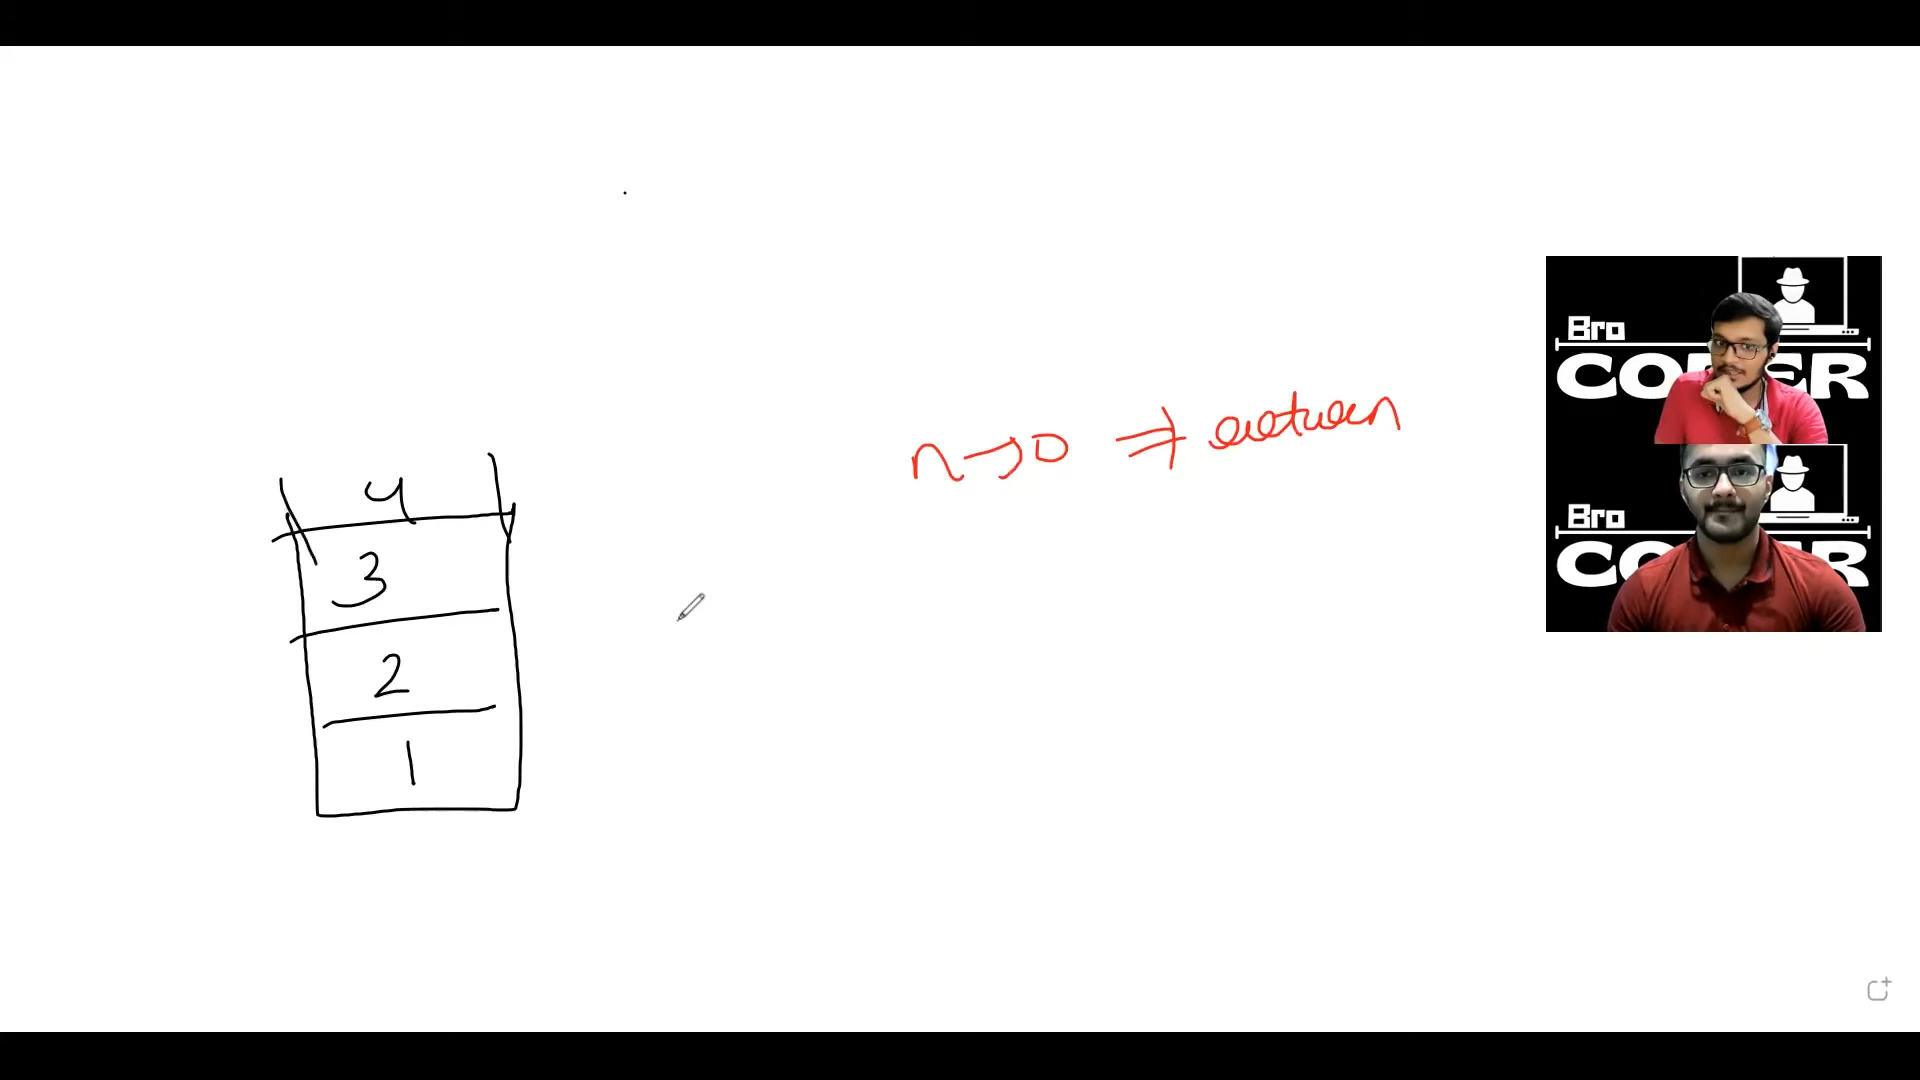 n → 0 ⇒ return
4
3
2
1
Bro
CODER
Bro
CODER